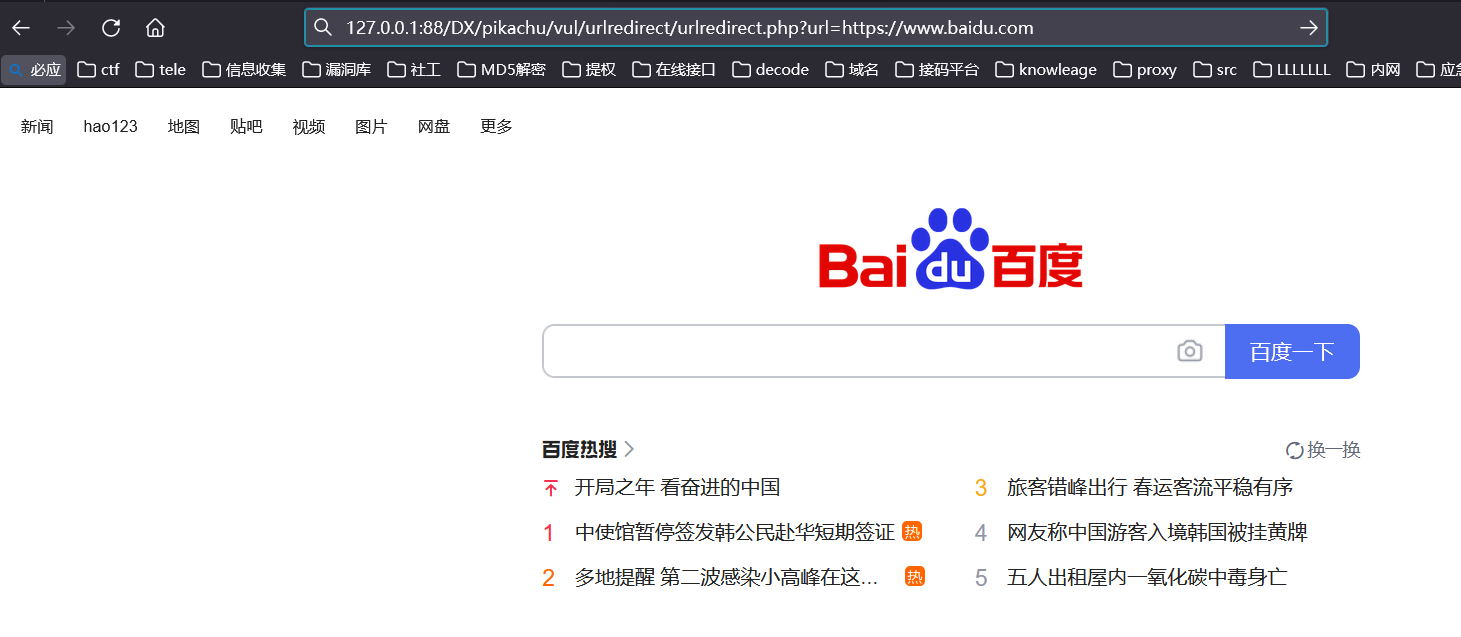 127.0.0.1:88/DX/pikachu/vul/urlredirect/urlredirect.php?url=https://www.baidu.com
必应 ctf tele 信息收集 漏洞库 社工 MD5解密 提权 在线接口 decode 域名 接码平台 knowleage proxy src LLLLLLL 内网
新闻 hao123 地图 贴吧 视频 图片 网盘 更多
Bai du 百度
百度一下
百度热搜 换一换
开局之年 看奋进的中国
3 旅客错峰出行 春运客流平稳有序
1 中使馆暂停签发韩公民赴华短期签证 热
4 网友称中国游客入境韩国被挂黄牌
2 多地提醒 第二波感染小高峰在这... 热
5 五人出租屋内一氧化碳中毒身亡